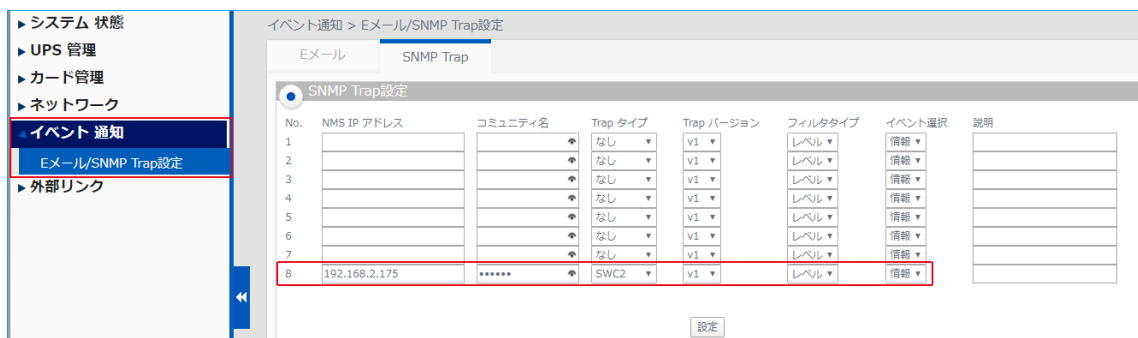 システム 状態
UPS 管理
カード管理
ネットワーク
イベント 通知
Eメール/SNMP Trap設定
外部リンク
イベント通知 > Eメール/SNMP Trap設定
Eメール SNMP Trap
SNMP Trap設定
No. NMS IP アドレス コミュニティ名 Trap タイプ Trap バージョン フィルタタイプ イベント選択 説明
1 なし v1 レベル 情報
2 なし v1 レベル 情報
3 なし v1 レベル 情報
4 なし v1 レベル 情報
5 なし v1 レベル 情報
6 なし v1 レベル 情報
7 なし v1 レベル 情報
8 192.168.2.175 •••••• SWC2 v1 レベル 情報
設定